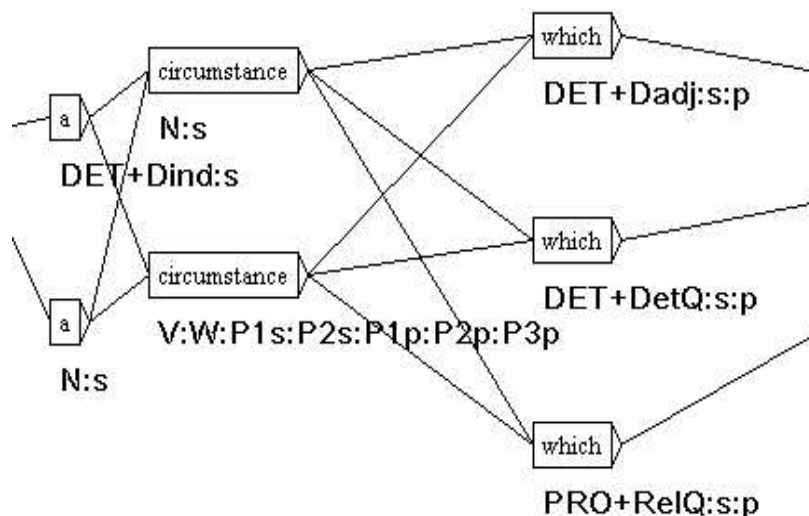 which
DET+Dadj:s:p
circumstance
N:s
a
DET+Dind:s
which
DET+DetQ:s:p
circumstance
V:W:P1s:P2s:P1p:P2p:P3p
a
N:s
which
PRO+RelQ:s:p